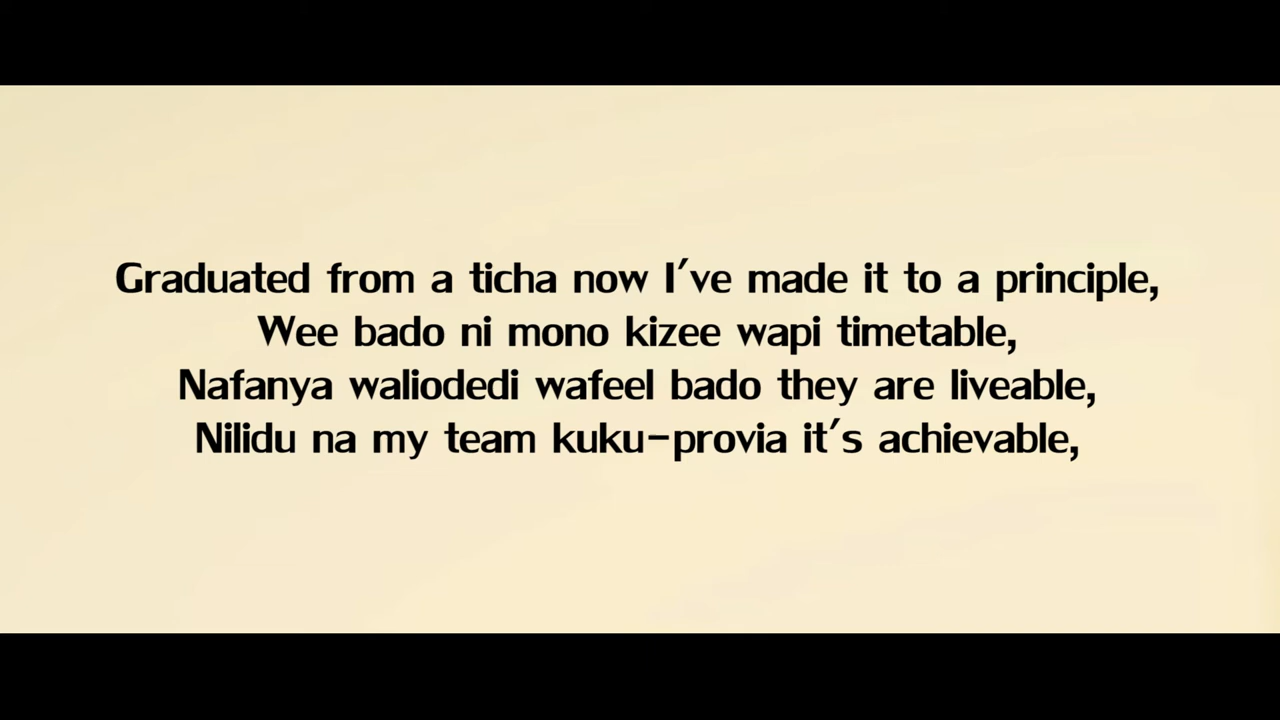 Graduated from a ticha now I've made it to a principle,
Wee bado ni mono kizee wapi timetable,
Nafanya waliodedi wafeel bado they are liveable,
Nilidu na my team kuku-provia it's achievable,